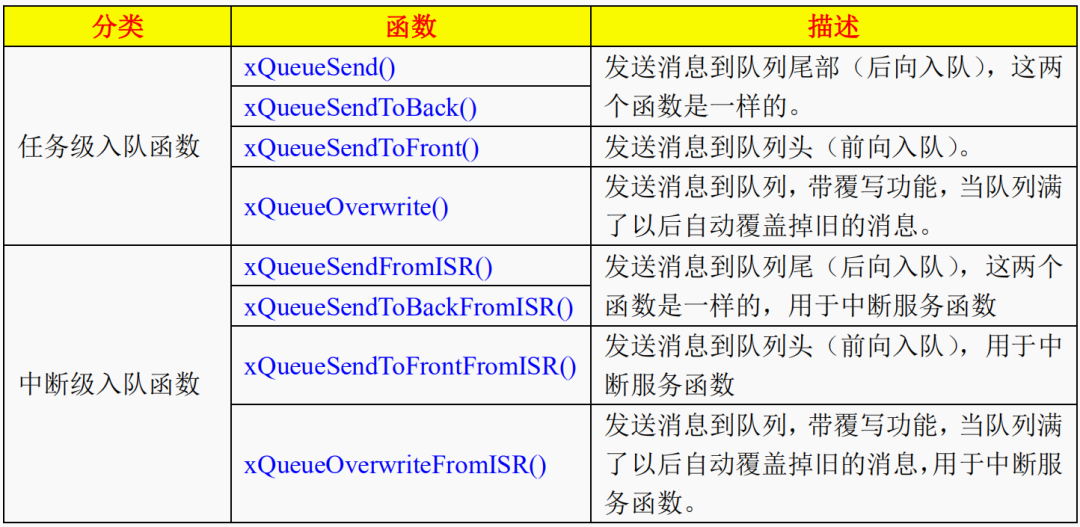 分类 函数 描述
任务级入队函数
xQueueSend()
xQueueSendToBack()
发送消息到队列尾部（后向入队），这两
个函数是一样的。
xQueueSendToFront()
发送消息到队列头（前向入队）。
xQueueOverwrite()
发送消息到队列，带覆写功能，当队列满
了以后自动覆盖掉旧的消息。
中断级入队函数
xQueueSendFromISR()
xQueueSendToBackFromISR()
发送消息到队列尾（后向入队），这两个
函数是一样的，用于中断服务函数
xQueueSendToFrontFromISR()
发送消息到队列头（前向入队），用于中
断服务函数
xQueueOverwriteFromISR()
发送消息到队列，带覆写功能，当队列满
了以后自动覆盖掉旧的消息，用于中断服
务函数。